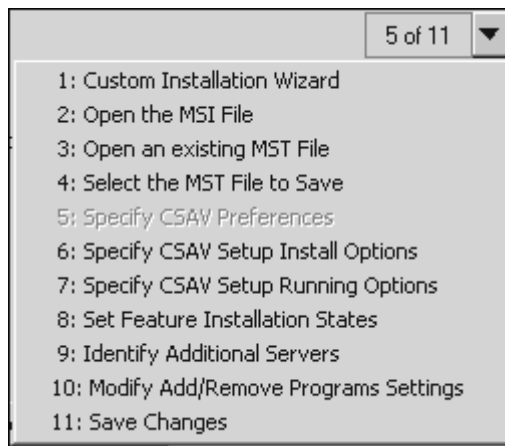 5 of 11
1: Custom Installation Wizard
2: Open the MSI File
3: Open an existing MST File
4: Select the MST File to Save
5: Specify CSAV Preferences
6: Specify CSAV Setup Install Options
7: Specify CSAV Setup Running Options
8: Set Feature Installation States
9: Identify Additional Servers
10: Modify Add/Remove Programs Settings
11: Save Changes